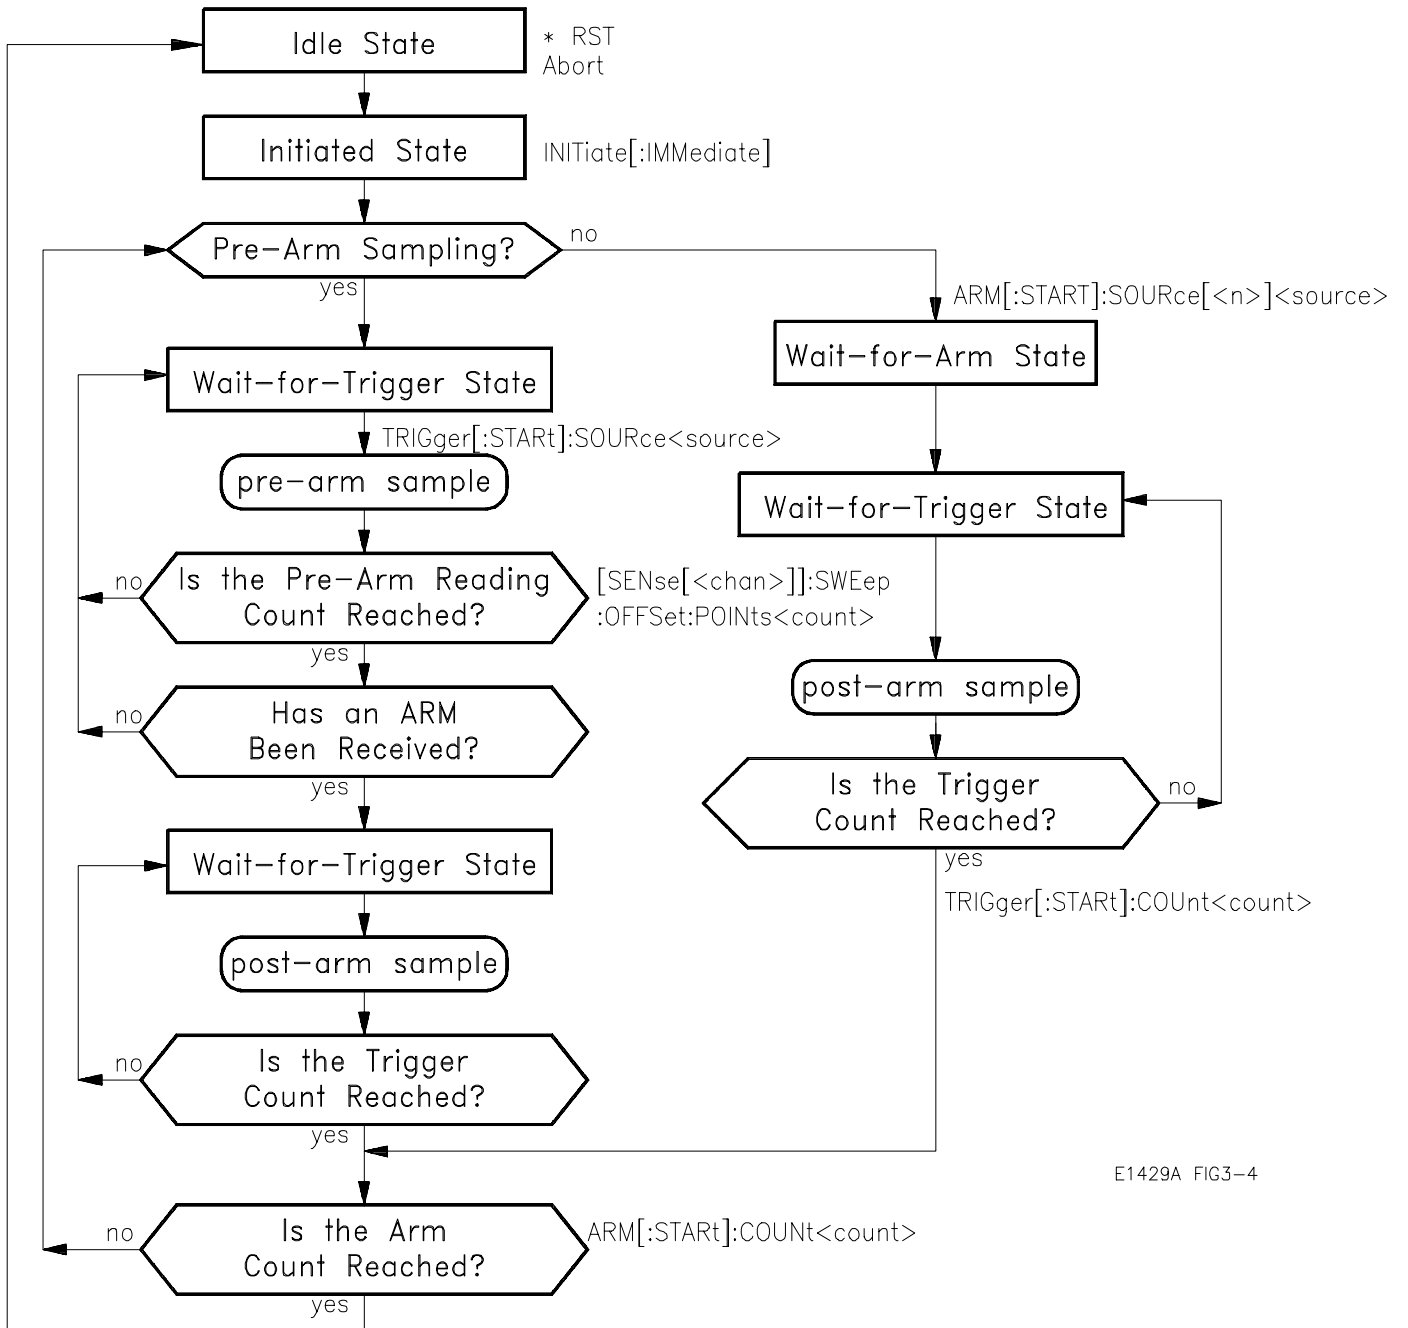 Idle State
* RST
Abort
Initiated State
INITiate[:IMMediate]
Pre-Arm Sampling?
no
yes
ARM[:START]:SOURce[<n>]<source>
Wait-for-Arm State
Wait-for-Trigger State
TRIGger[:STARt]:SOURce<source>
pre-arm sample
Wait-for-Trigger State
no
Is the Pre-Arm Reading
Count Reached?
[SENse[<chan>]]:SWEep
:OFFSet:POINts<count>
yes
post-arm sample
no
Has an ARM
Been Received?
yes
Is the Trigger
Count Reached?
no
yes
TRIGger[:STARt]:COUnt<count>
Wait-for-Trigger State
post-arm sample
no
Is the Trigger
Count Reached?
yes
E1429A FIG3-4
no
Is the Arm
Count Reached?
ARM[:STARt]:COUNt<count>
yes